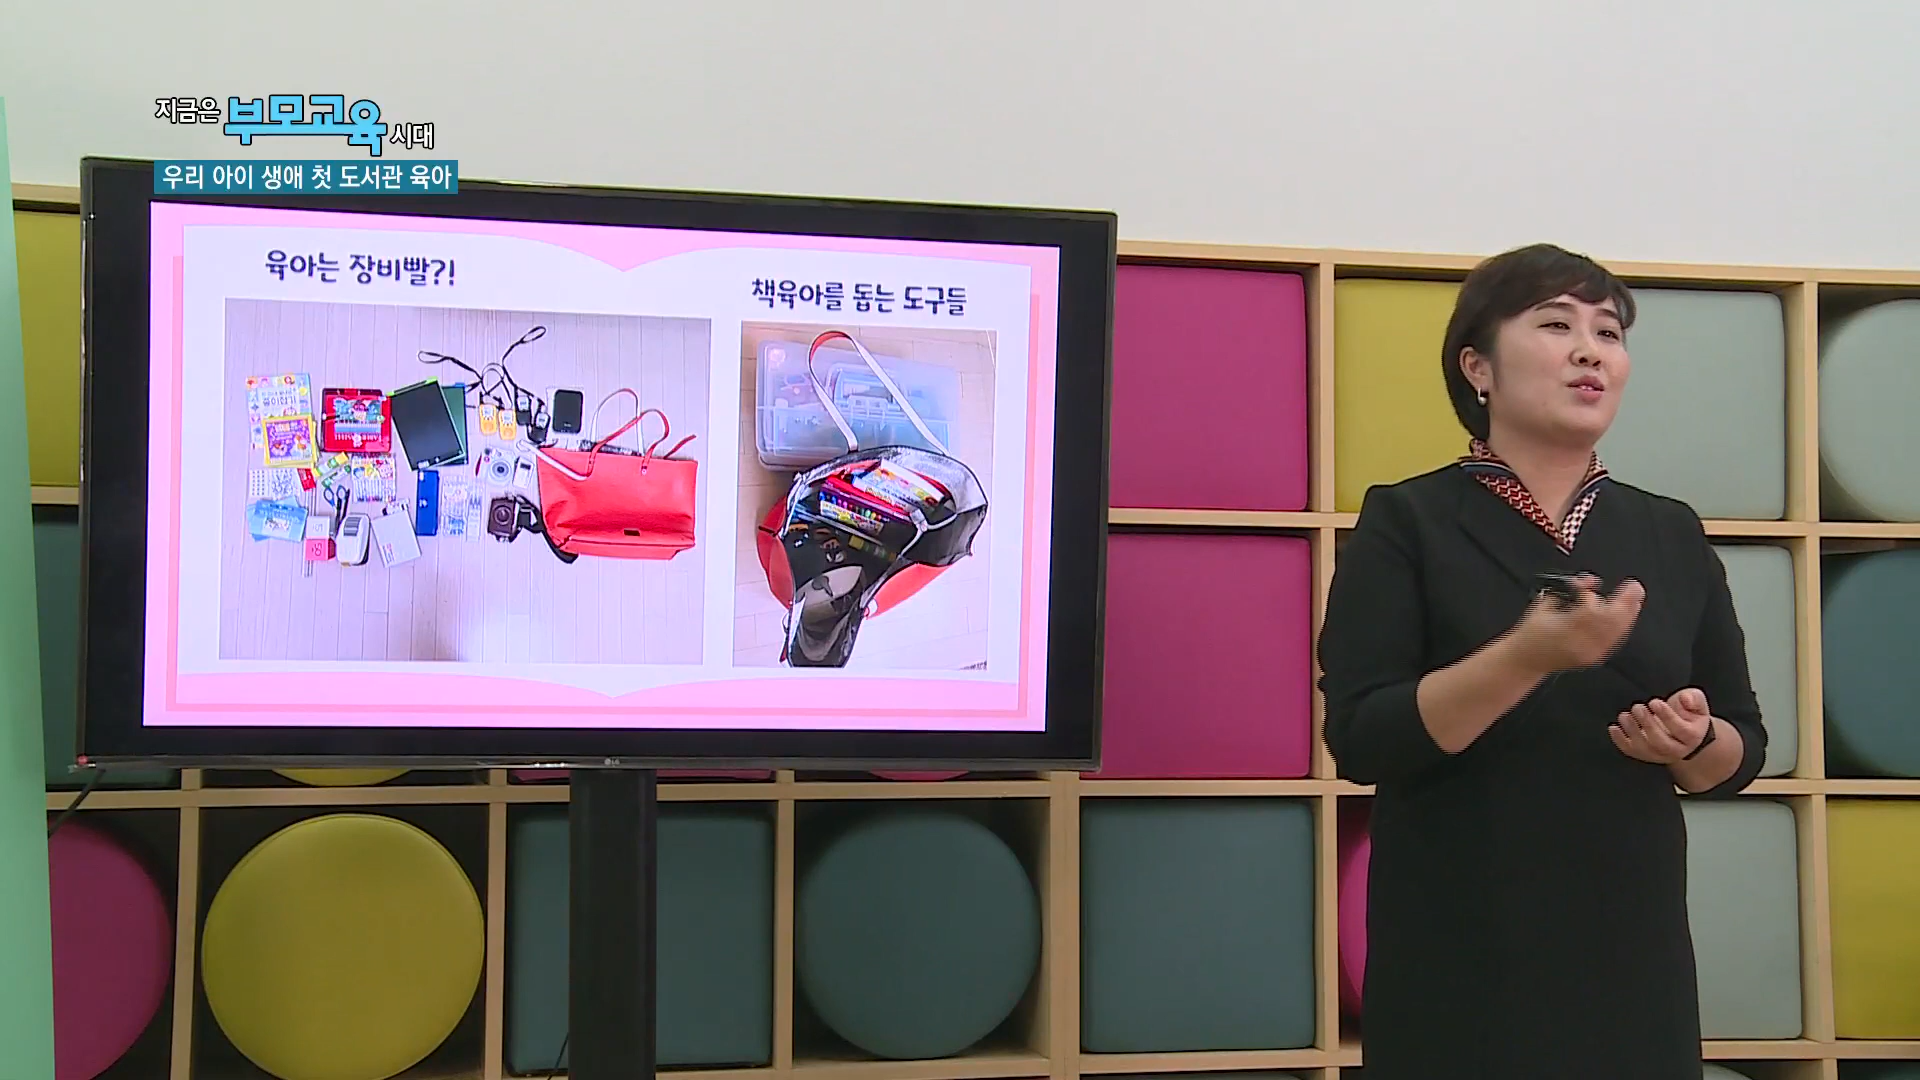 지금은 부모교육 시대
우리 아이 생애 첫 도서관 육아
육아는 장비빨?!
책육아를 돕는 도구들
LG